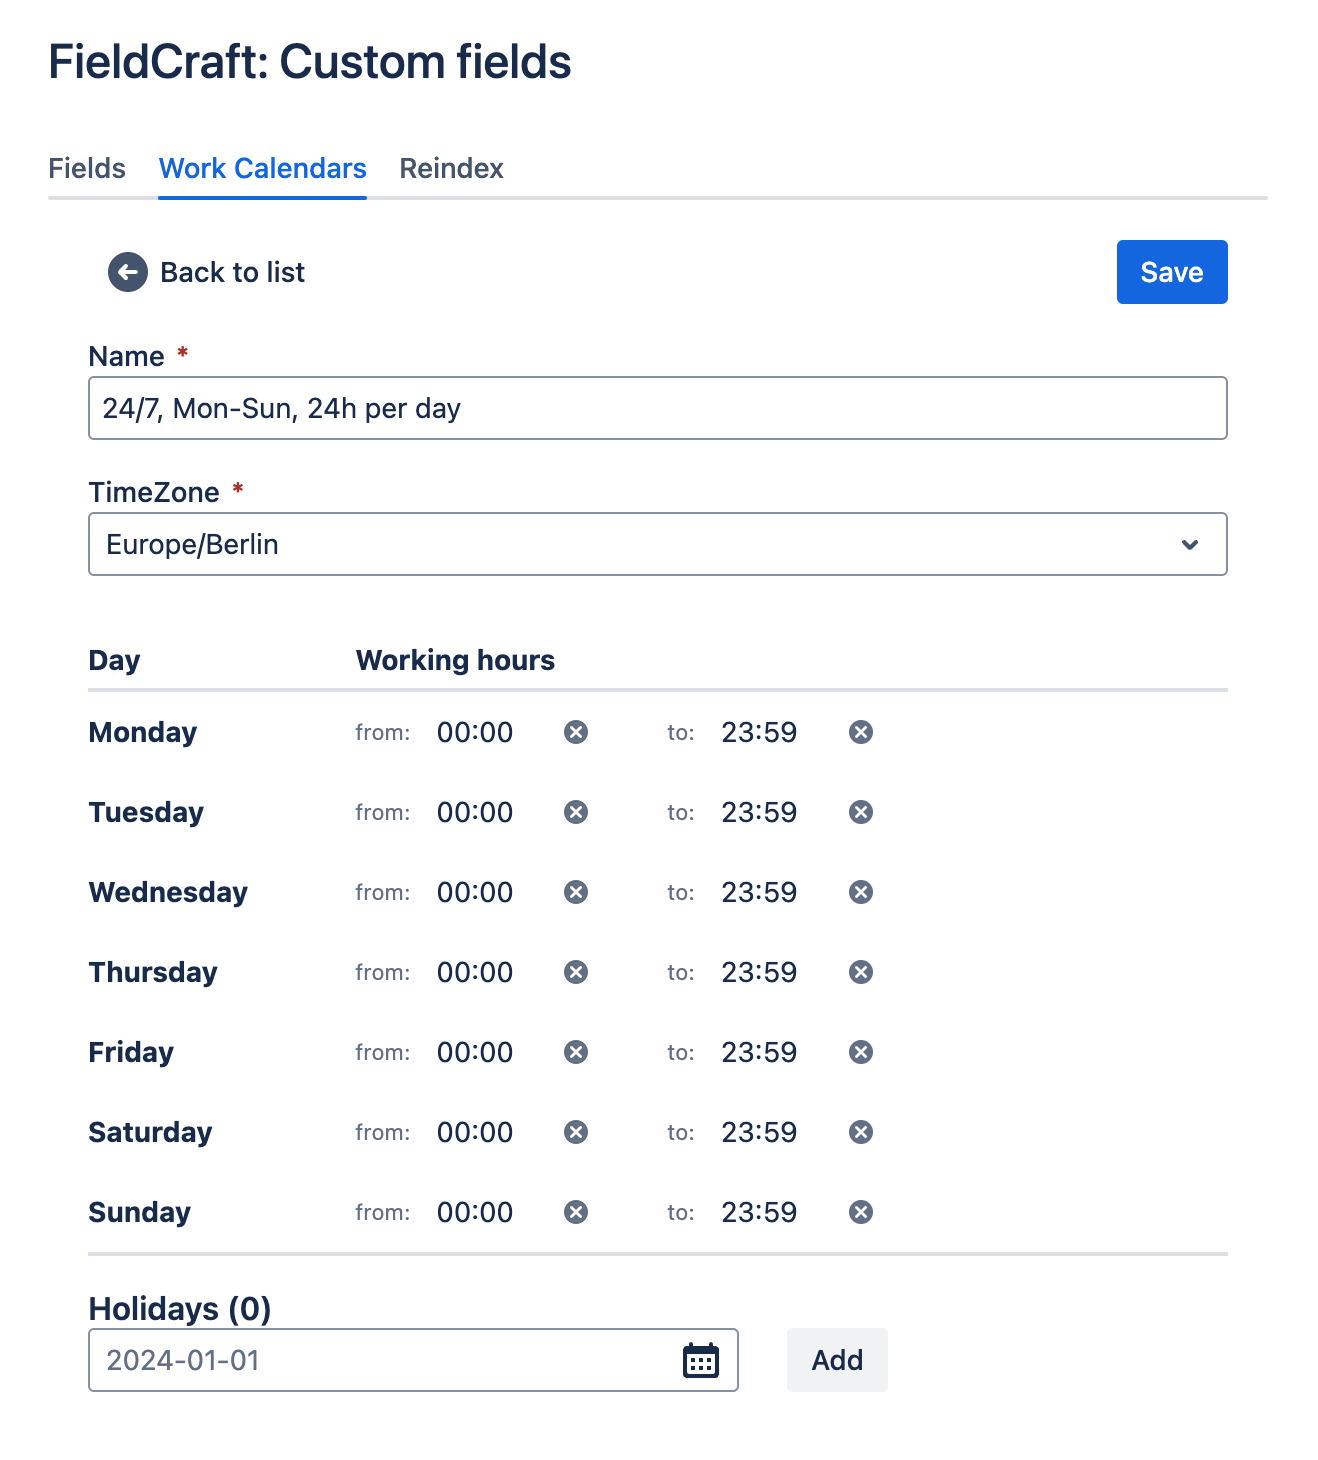 FieldCraft: Custom fields
Fields Work Calendars Reindex
Back to list Save
Name *
24/7, Mon-Sun, 24h per day
TimeZone *
Europe/Berlin
Day Working hours
Monday from: 00:00 to: 23:59
Tuesday from: 00:00 to: 23:59
Wednesday from: 00:00 to: 23:59
Thursday from: 00:00 to: 23:59
Friday from: 00:00 to: 23:59
Saturday from: 00:00 to: 23:59
Sunday from: 00:00 to: 23:59
Holidays (0)
2024-01-01 Add